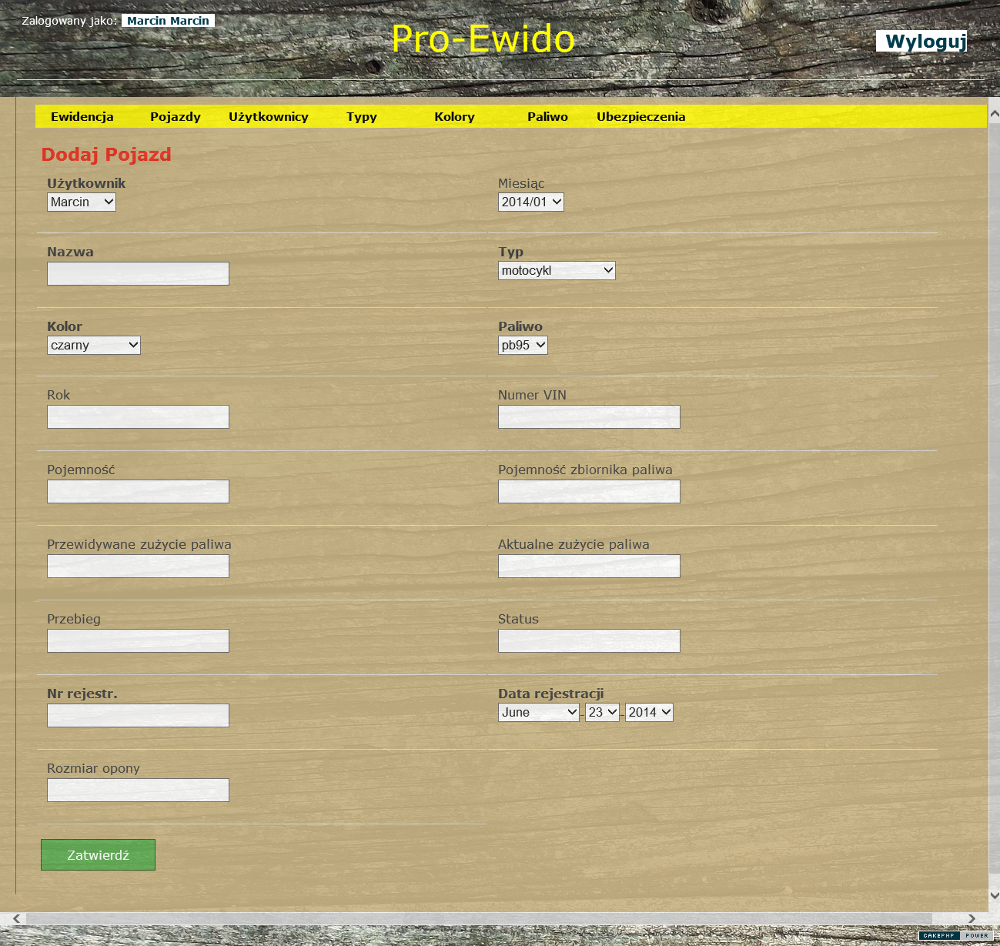 Zalogowany jako: Marcin Marcin
Pro-Ewido
Wyloguj
Ewidencja Pojazdy Użytkownicy Typy Kolory Paliwo Ubezpieczenia
Dodaj Pojazd
Użytkownik Miesiąc
Marcin 2014/01
Nazwa Typ
motocykl
Kolor Paliwo
czarny pb95
Rok Numer VIN
Pojemność Pojemność zbiornika paliwa
Przewidywane zużycie paliwa Aktualne zużycie paliwa
Przebieg Status
Nr rejestr. Data rejestracji
June - 23 - 2014
Rozmiar opony
Zatwierdź
CAKEPHP POWER